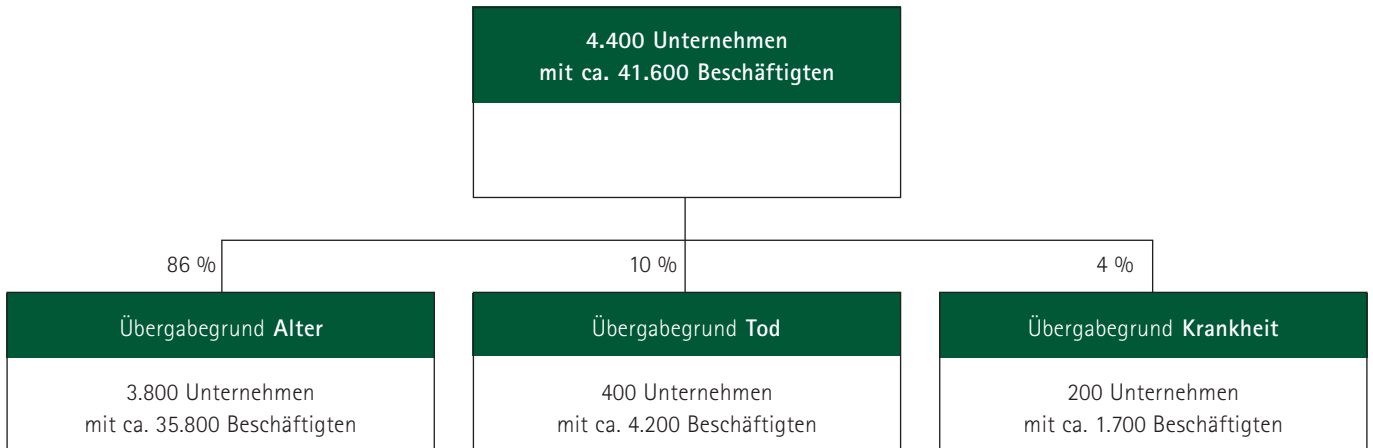 4.400 Unternehmen
mit ca. 41.600 Beschäftigten
86 %
10 %
4 %
Übergabegrund Alter
Übergabegrund Tod
Übergabegrund Krankheit
3.800 Unternehmen
mit ca. 35.800 Beschäftigten
400 Unternehmen
mit ca. 4.200 Beschäftigten
200 Unternehmen
mit ca. 1.700 Beschäftigten